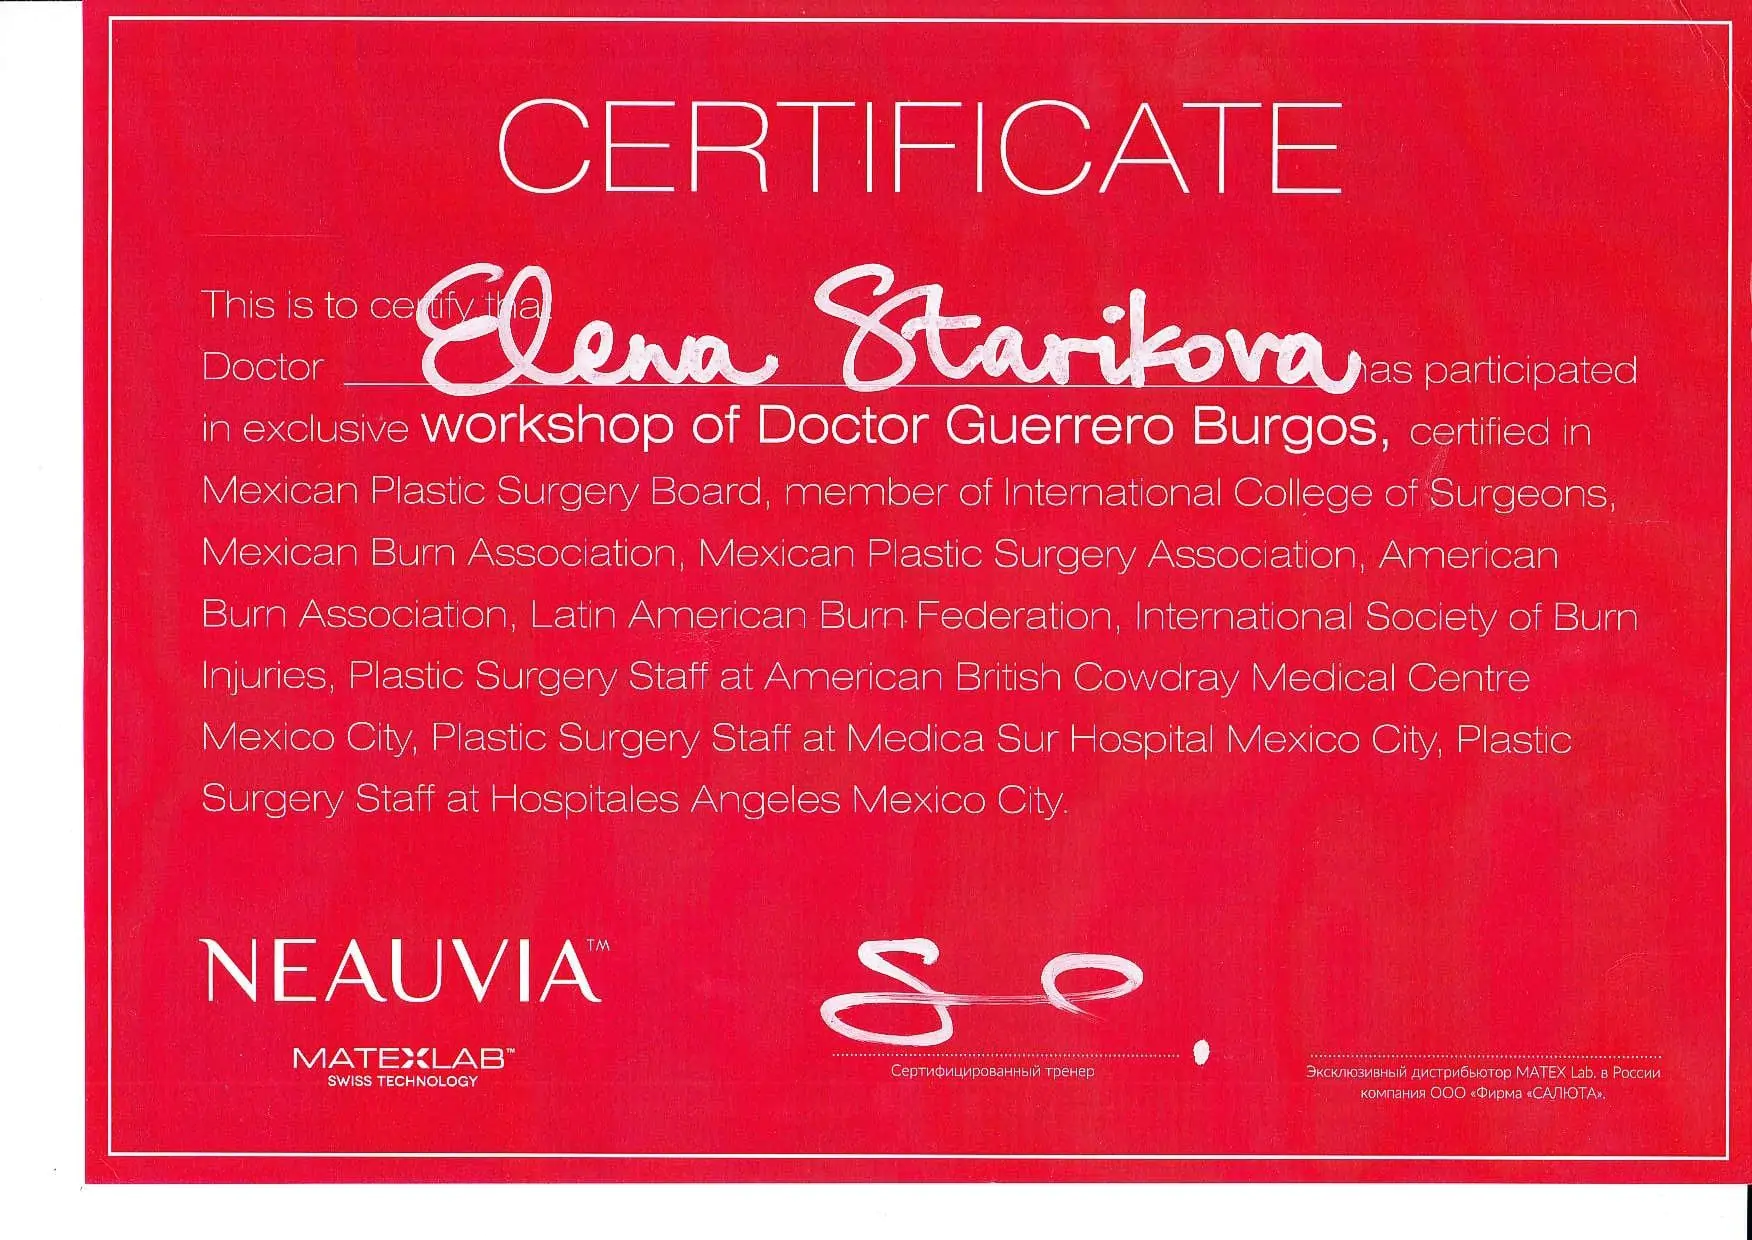 CERTIFICATE
This is to certify that
Doctor Elena Starikova has participated
in exclusive workshop of Doctor Guerrero Burgos, certified in
Mexican Plastic Surgery Board, member of International College of Surgeons,
Mexican Burn Association, Mexican Plastic Surgery Association, American
Burn Association, Latin American Burn Federation, International Society of Burn
Injuries, Plastic Surgery Staff at American British Cowdray Medical Centre
Mexico City, Plastic Surgery Staff at Medica Sur Hospital Mexico City, Plastic
Surgery Staff at Hospitales Angeles Mexico City.
NEAUVIA™
MATEXLAB™
SWISS TECHNOLOGY
Сертифицированный тренер
Эксклюзивный дистрибьютор MATEX Lab. в России
компания ООО «Фирма «САЛЮТА».